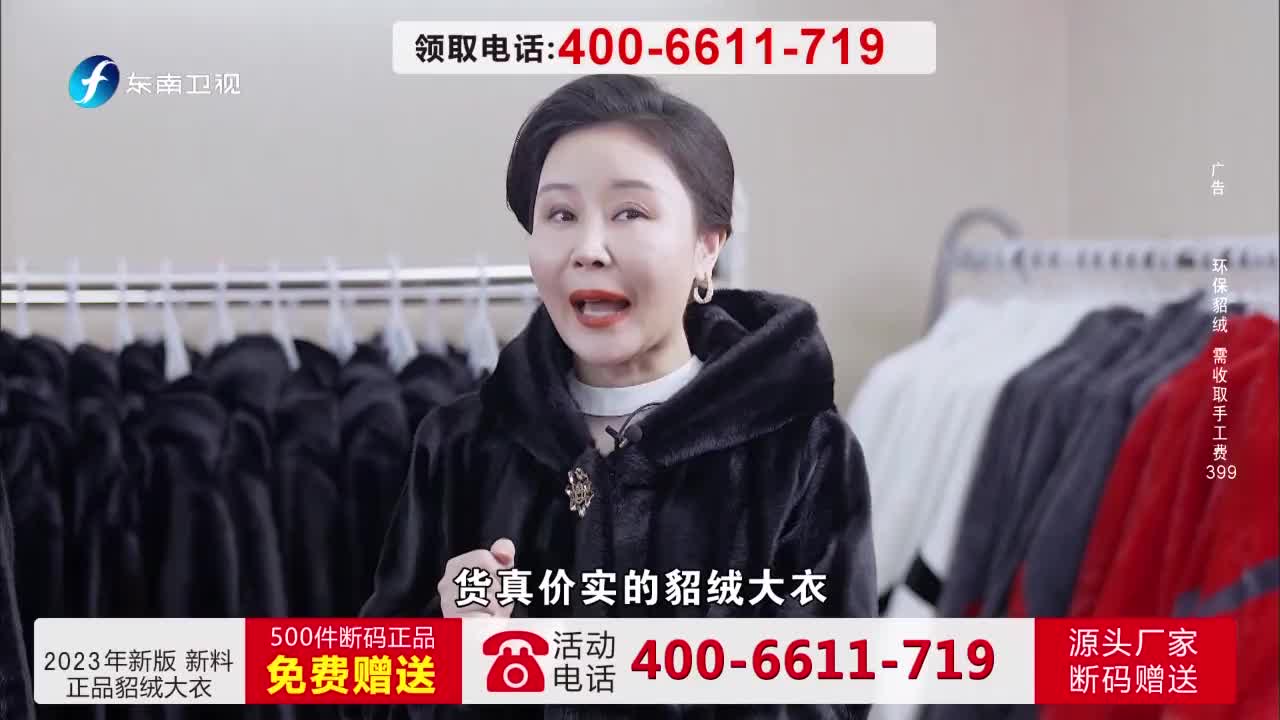 领取电话:400-6611-719
东南卫视
广告
环保貂绒 需收取手工费399
货真价实的貂绒大衣
2023年新版 新料
正品貂绒大衣
500件断码正品
免费赠送
活动
电话
400-6611-719
源头厂家
断码赠送